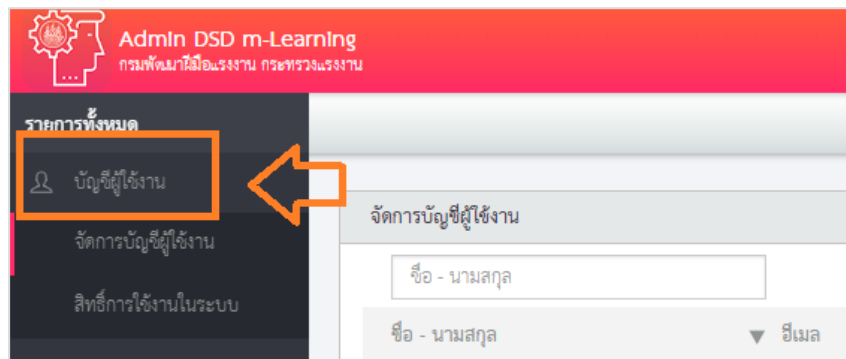 Admin DSD m-Learning
กรมพัฒนาฝีมือแรงงาน กระทรวงแรงงาน
รายการทั้งหมด
บัญชีผู้ใช้งาน
จัดการบัญชีผู้ใช้งาน
จัดการบัญชีผู้ใช้งาน
ชื่อ - นามสกุล
สิทธิ์การใช้งานในระบบ
ชื่อ - นามสกุล ▼ อีเมล